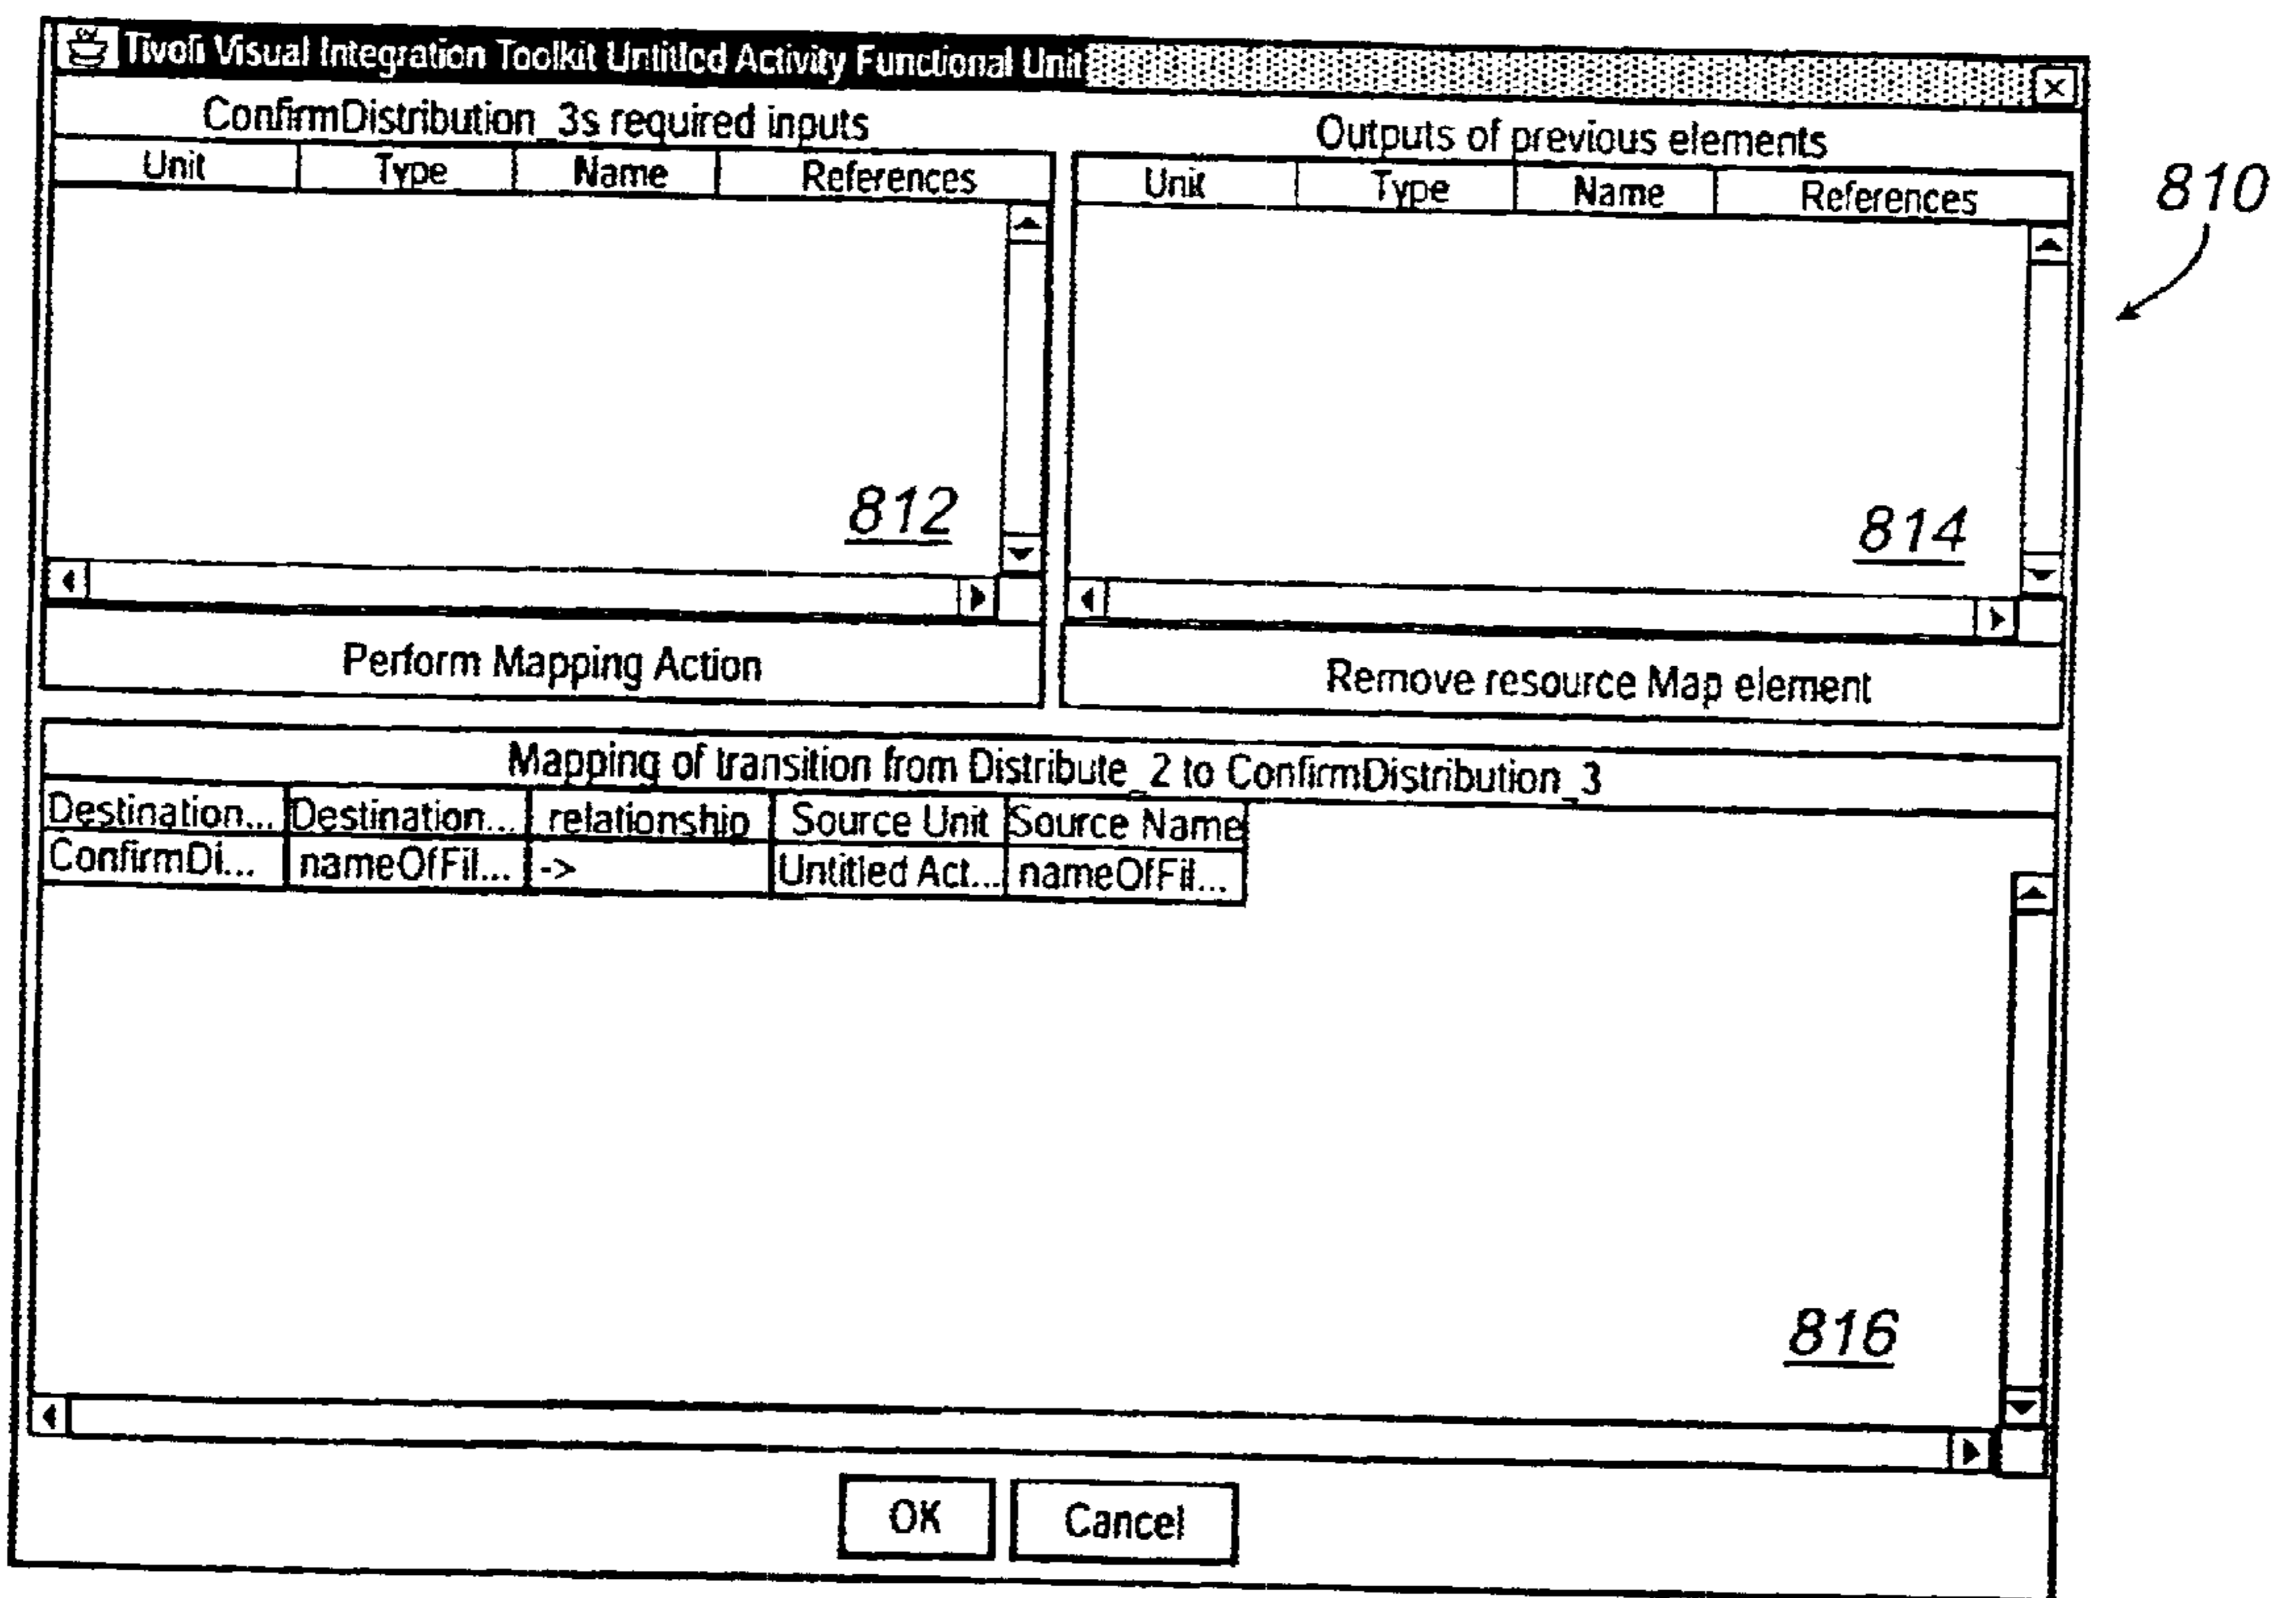 Tivoli Visual Integration Toolkit Untitled Activity Functional Unit
ConfirmDistribution_3s required inputs
Unit Type Name References
812
Perform Mapping Action
Outputs of previous elements
Unit Type Name References
814
Remove resource Map element
810
Mapping of transition from Distribute_2 to ConfirmDistribution_3
Destination... Destination... relationship Source Unit Source Name
ConfirmDi... nameOfFil... -> Untitled Act... nameOfFil...
816
OK Cancel